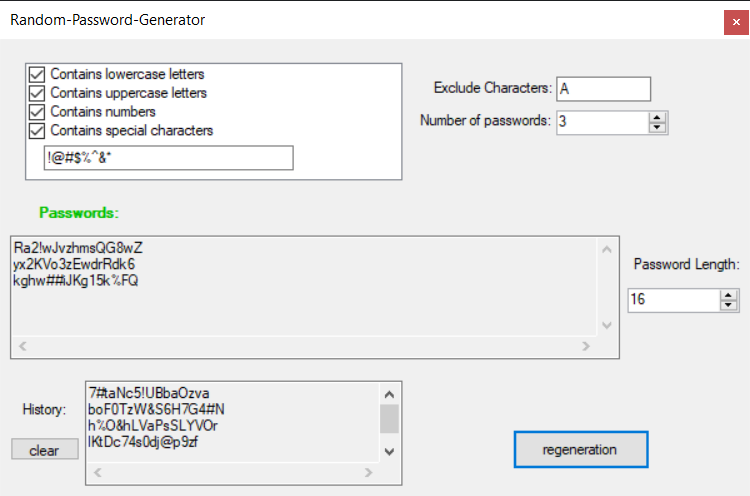 Random-Password-Generator
Contains lowercase letters
Contains uppercase letters
Contains numbers
Contains special characters
!@#$%^&*
Exclude Characters: A
Number of passwords: 3
Passwords:
Ra2!wJvzhmsQG8wZ
yx2KVo3zEwdrRdk6
kghw##iJKg15k%FQ
Password Length:
16
History:
7#taNc5!UBbaOzva
boF0TzW&S6H7G4#N
h%O&hLVaPsSLYVOr
lKtDc74s0dj@p9zf
clear
regeneration